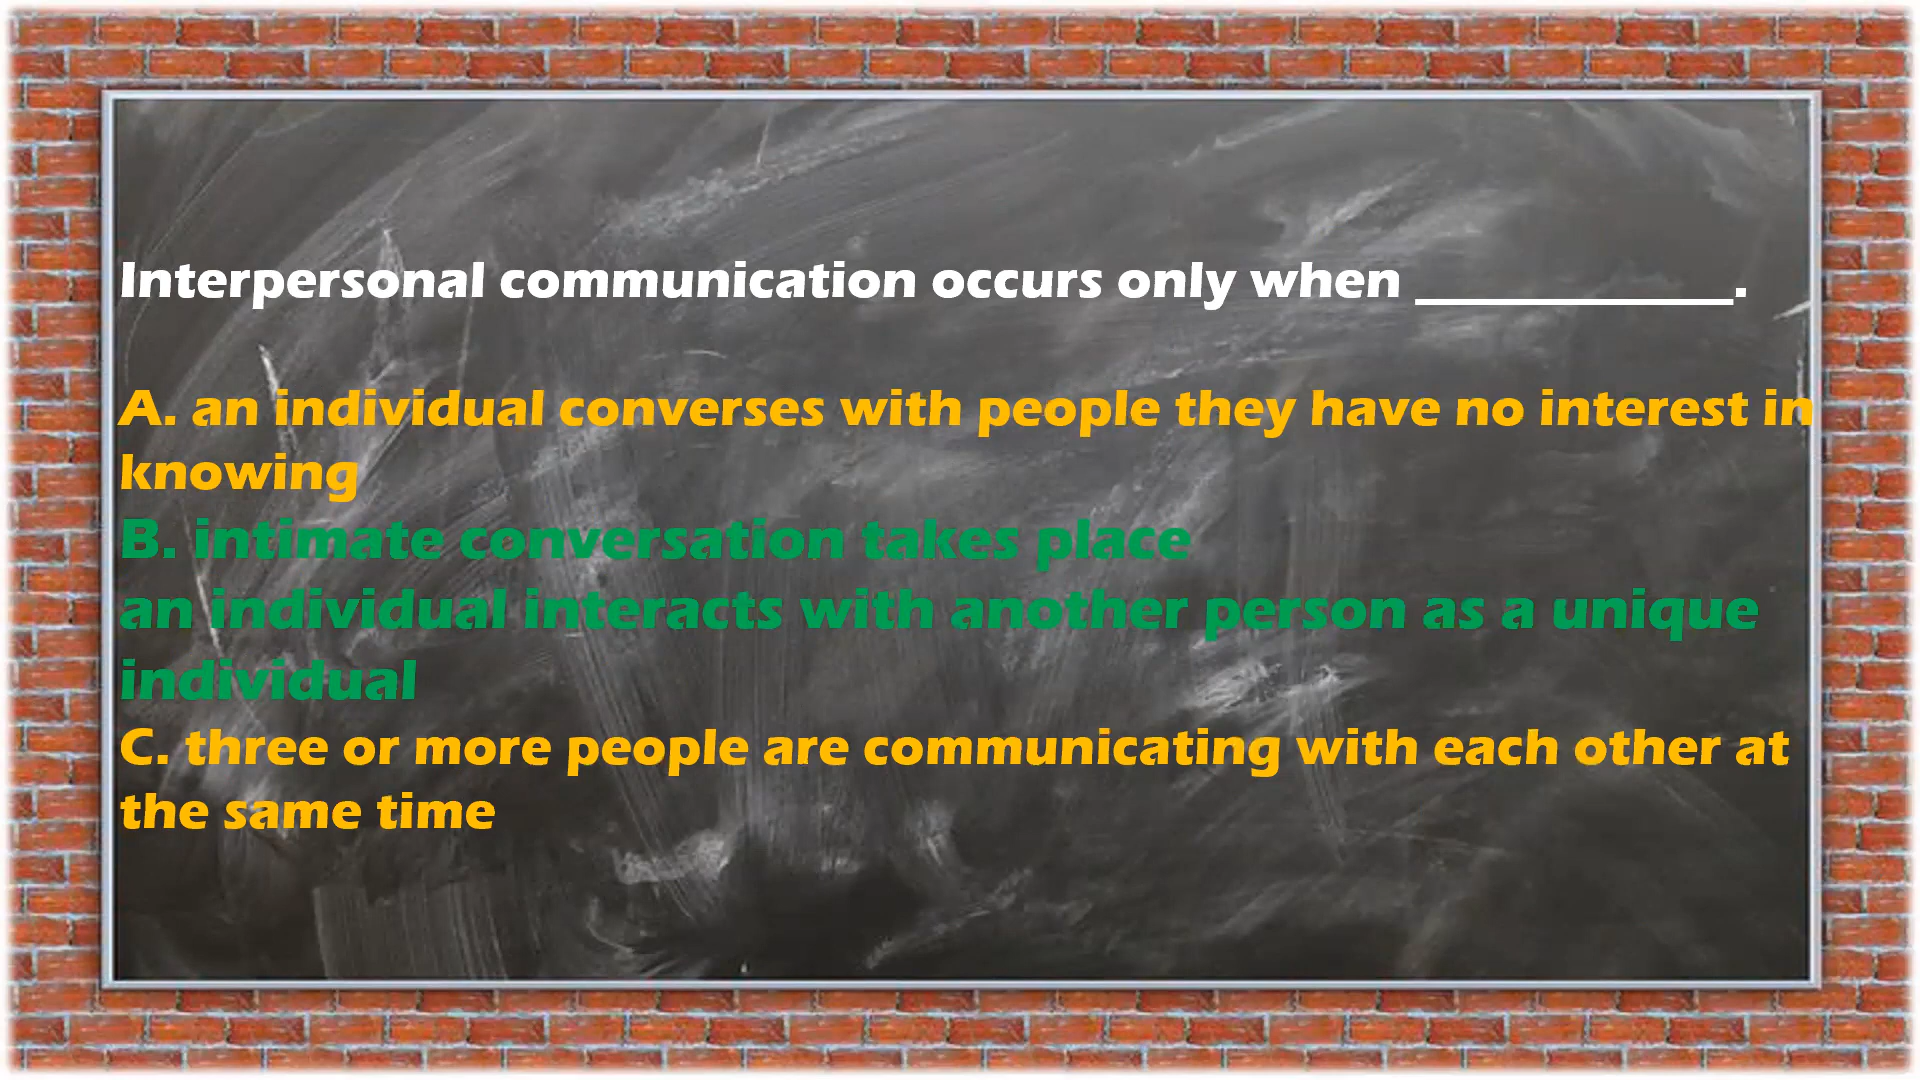 Interpersonal communication occurs only when _____________.
A. an individual converses with people they have no interest in
knowing
B. intimate conversation takes place
an individual interacts with another person as a unique
individual
C. three or more people are communicating with each other at
the same time